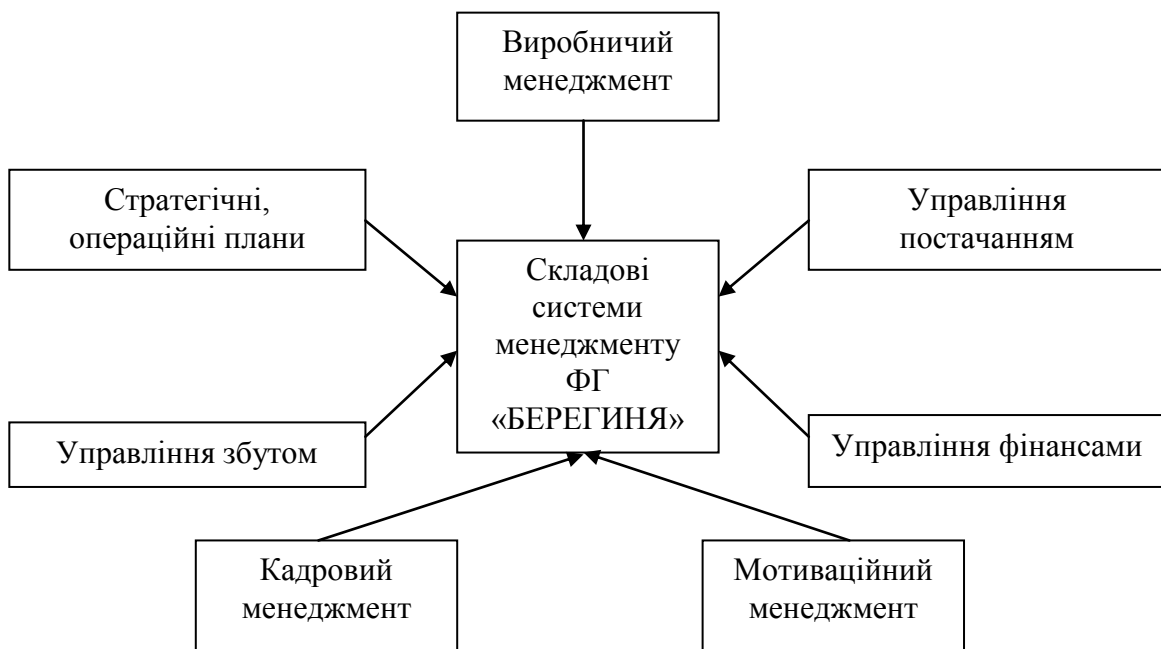 Виробничий
менеджмент
Стратегічні,
операційні плани
Управління
постачанням
Складові
системи
менеджменту
ФГ
«БЕРЕГИНЯ»
Управління збутом
Управління фінансами
Кадровий
менеджмент
Мотиваційний
менеджмент